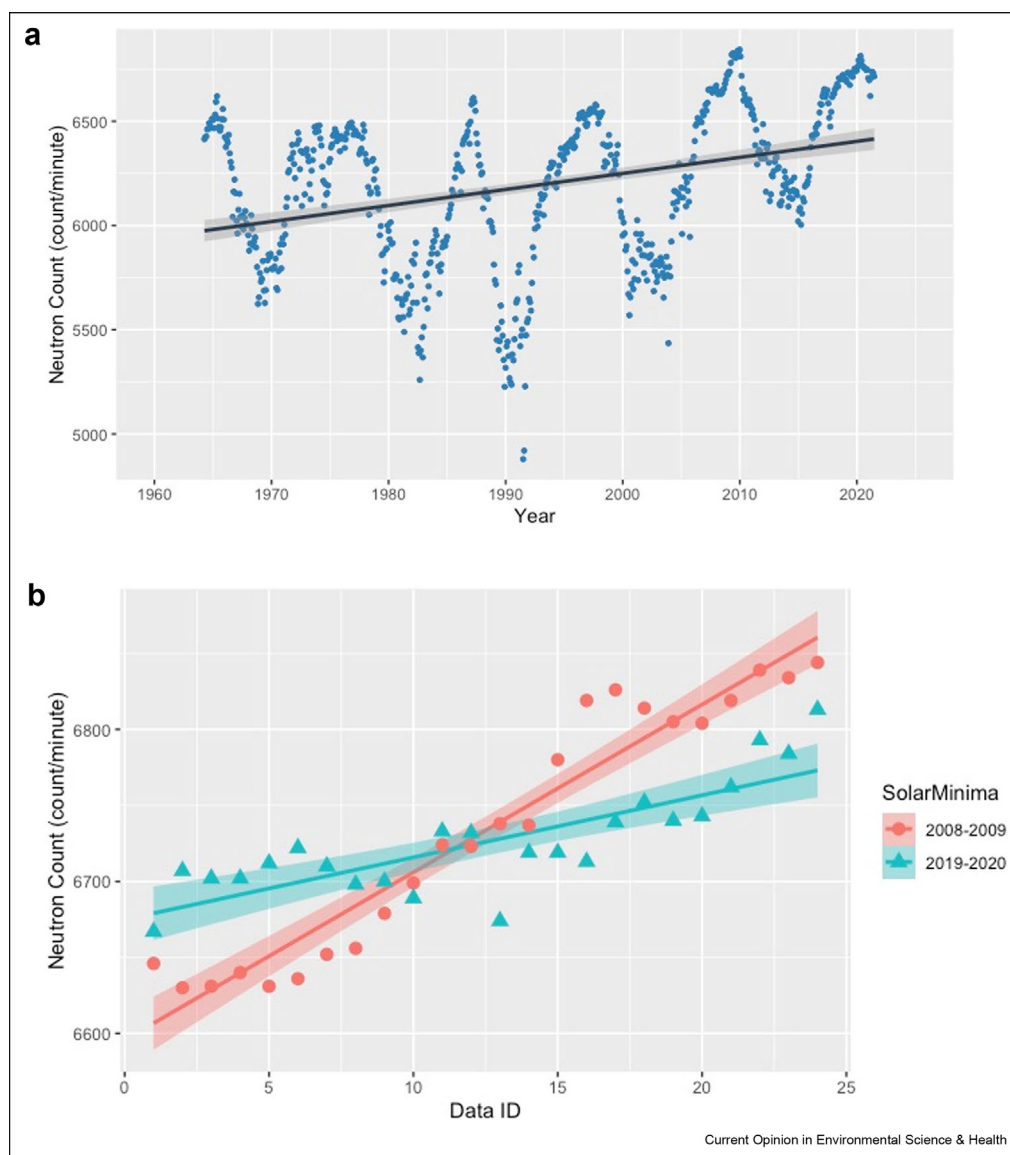 a
Neutron Count (count/minute)
6500
6000
5500
5000
1960 1970 1980 1990 2000 2010 2020
Year
b
Neutron Count (count/minute)
6800
6700
6600
0 5 10 15 20 25
Data ID
SolarMinima
2008-2009
2019-2020
Current Opinion in Environmental Science & Health